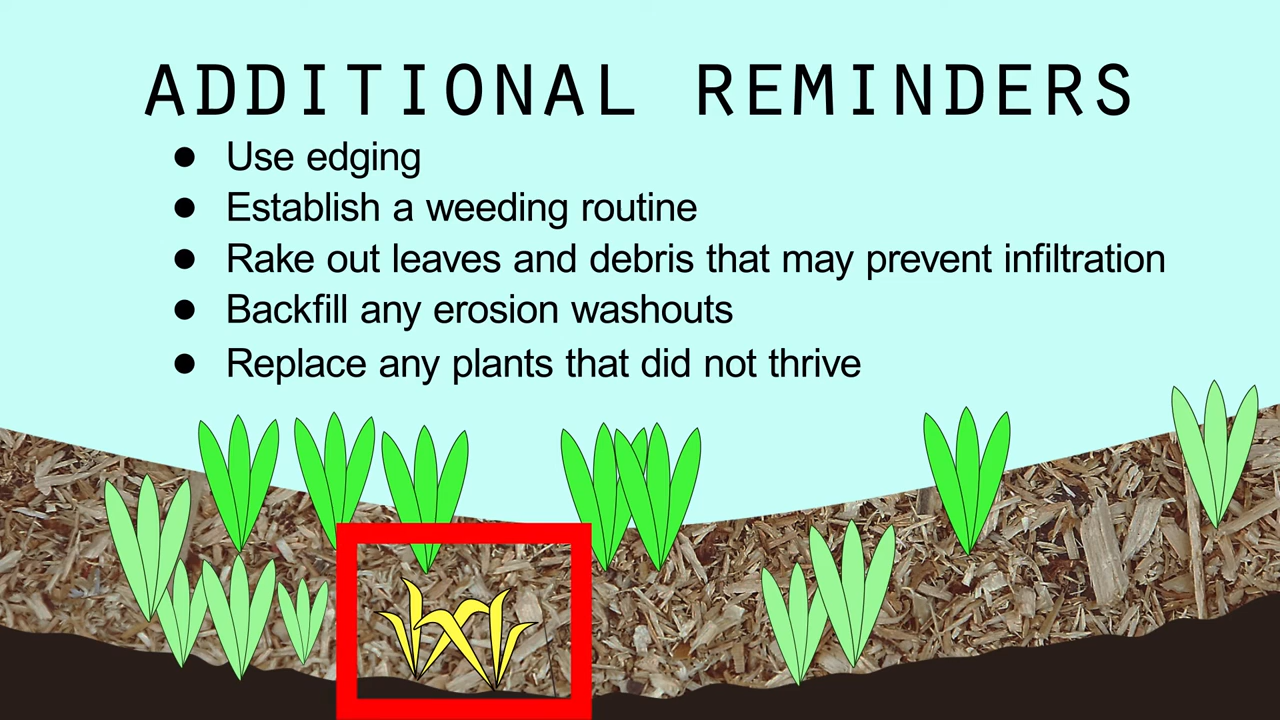 ADDITIONAL REMINDERS
● Use edging
● Establish a weeding routine
● Rake out leaves and debris that may prevent infiltration
● Backfill any erosion washouts
● Replace any plants that did not thrive